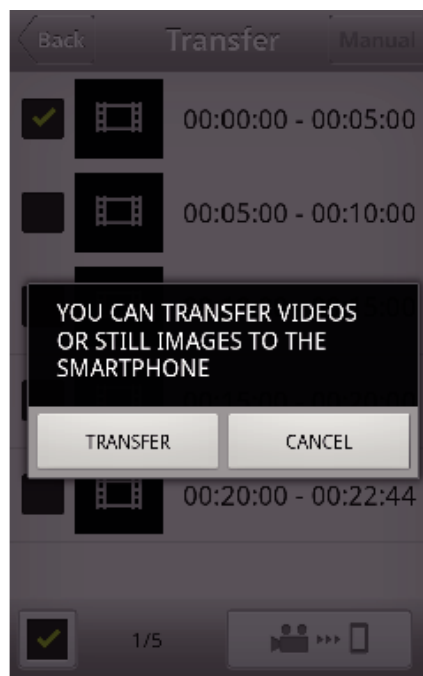 Back Transfer Manual
00:00:00 - 00:05:00
00:05:00 - 00:10:00
YOU CAN TRANSFER VIDEOS
OR STILL IMAGES TO THE
SMARTPHONE
TRANSFER CANCEL
00:20:00 - 00:22:44
1/5